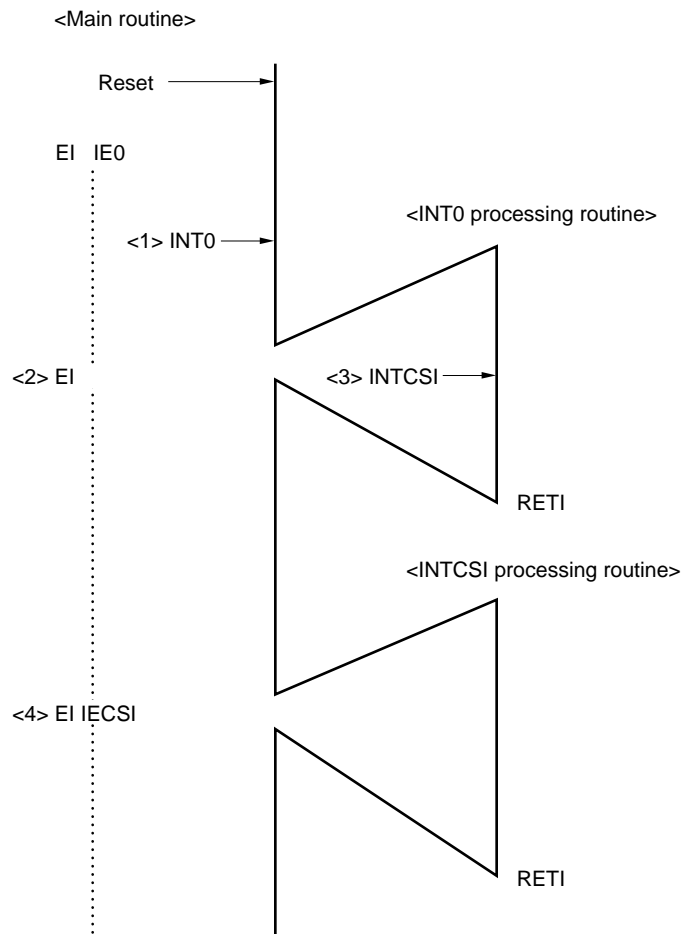 <Main routine>
Reset
EI IE0
<INT0 processing routine>
<1> INT0
<2> EI
<3> INTCSI
RETI
<INTCSI processing routine>
<4> EI IECSI
RETI